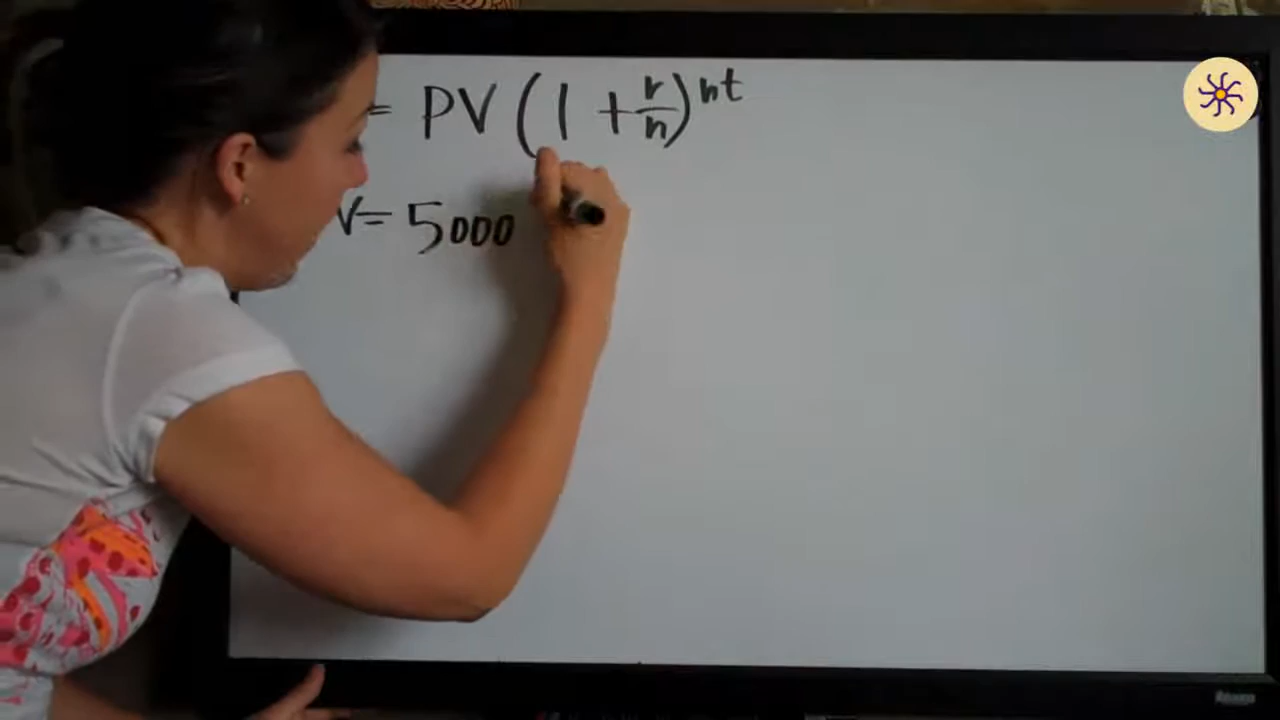 = PV (1 + r/n)^nt
V= 5000